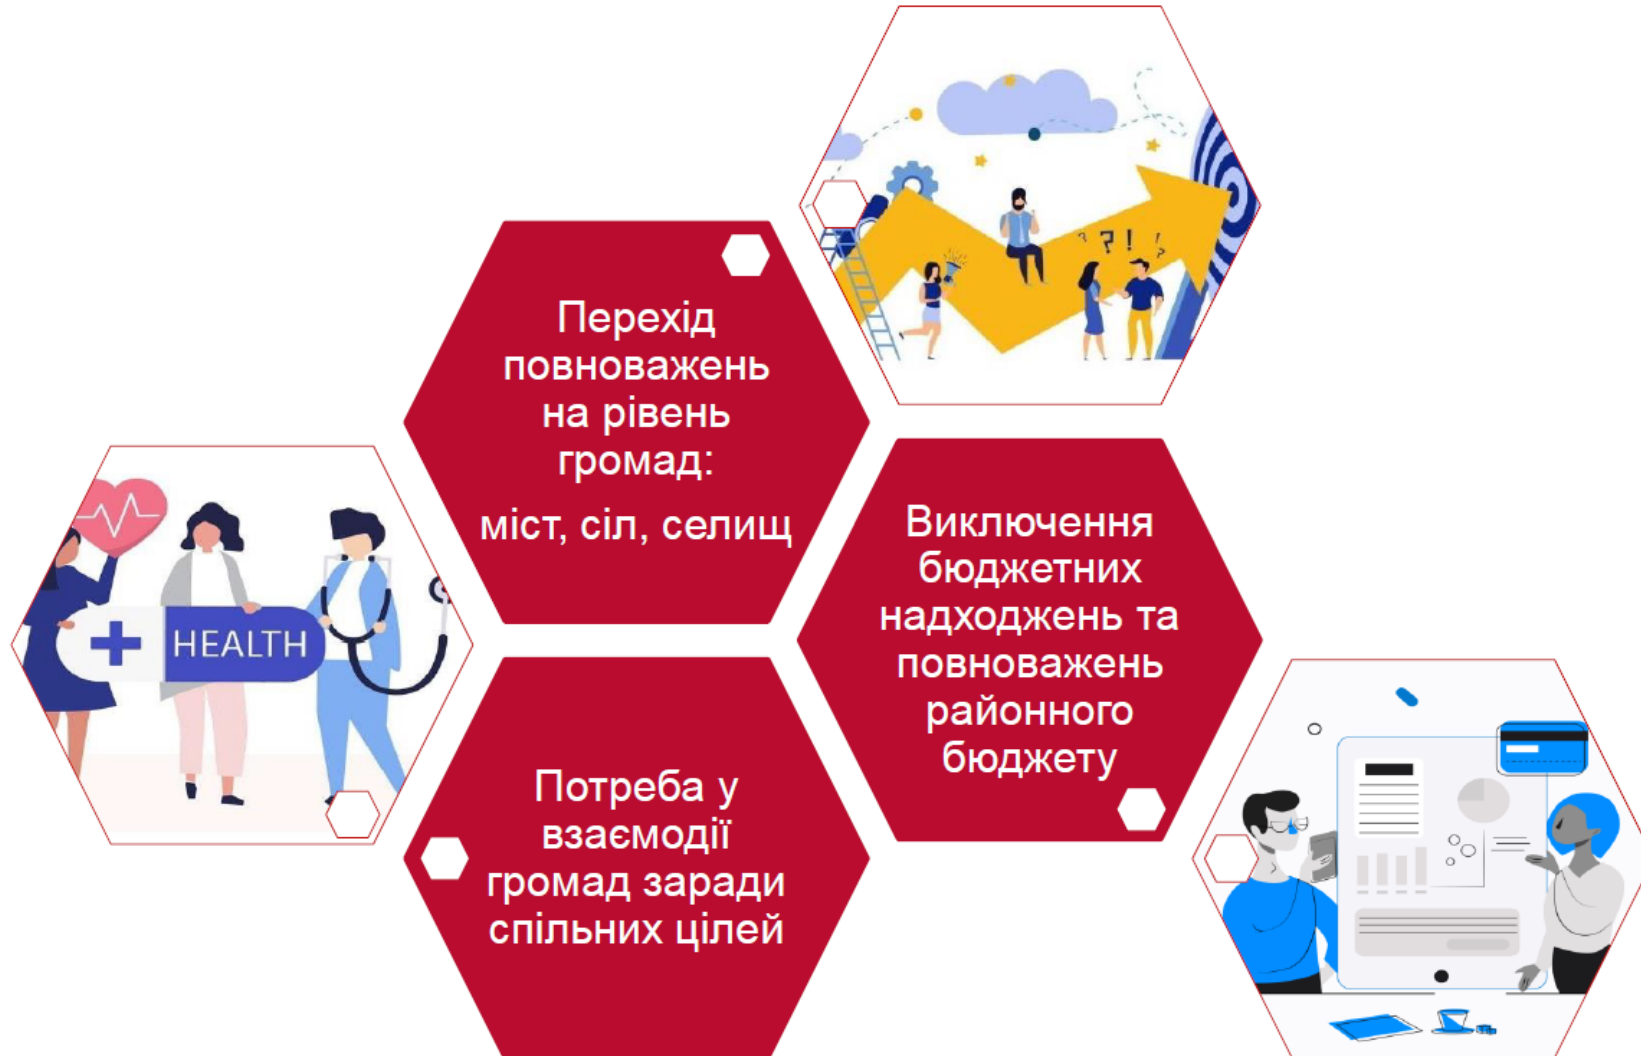 Перехід
повноважень
на рівень
громад:
міст, сіл, селищ
? ? ! ! ?
Виключення
бюджетних
надходжень та
повноважень
районного
бюджету
HEALTH
Потреба у
взаємодії
громад заради
спільних цілей